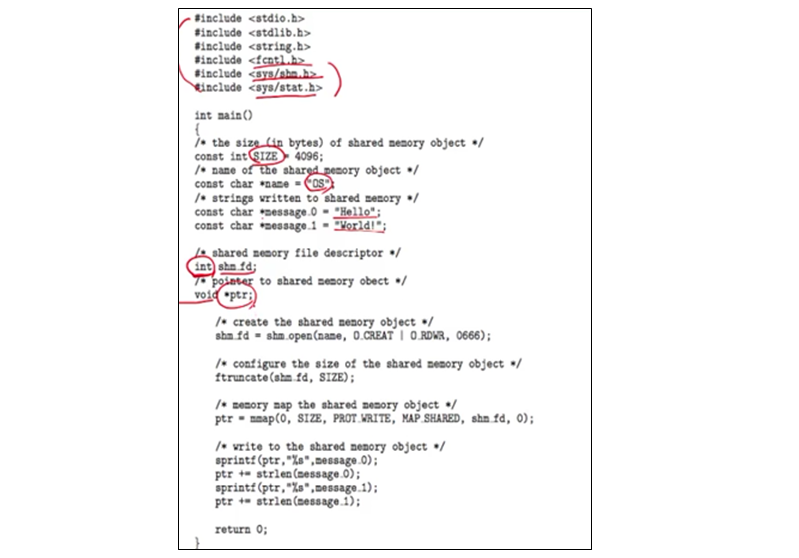 #include <stdio.h>
#include <stdlib.h>
#include <string.h>
#include <fcntl.h>
#include <sys/shm.h>
#include <sys/stat.h>
int main()
{
/* the size (in bytes) of shared memory object */
const int SIZE = 4096;
/* name of the shared memory object */
const char *name = "OS";
/* strings written to shared memory */
const char *message_0 = "Hello";
const char *message_1 = "World!";
/* shared memory file descriptor */
int shm_fd;
/* pointer to shared memory obect */
void *ptr;
/* create the shared memory object */
shm_fd = shm_open(name, O_CREAT | O_RDWR, 0666);
/* configure the size of the shared memory object */
ftruncate(shm_fd, SIZE);
/* memory map the shared memory object */
ptr = mmap(0, SIZE, PROT_WRITE, MAP_SHARED, shm_fd, 0);
/* write to the shared memory object */
sprintf(ptr,"%s",message_0);
ptr += strlen(message_0);
sprintf(ptr,"%s",message_1);
ptr += strlen(message_1);
return 0;
}